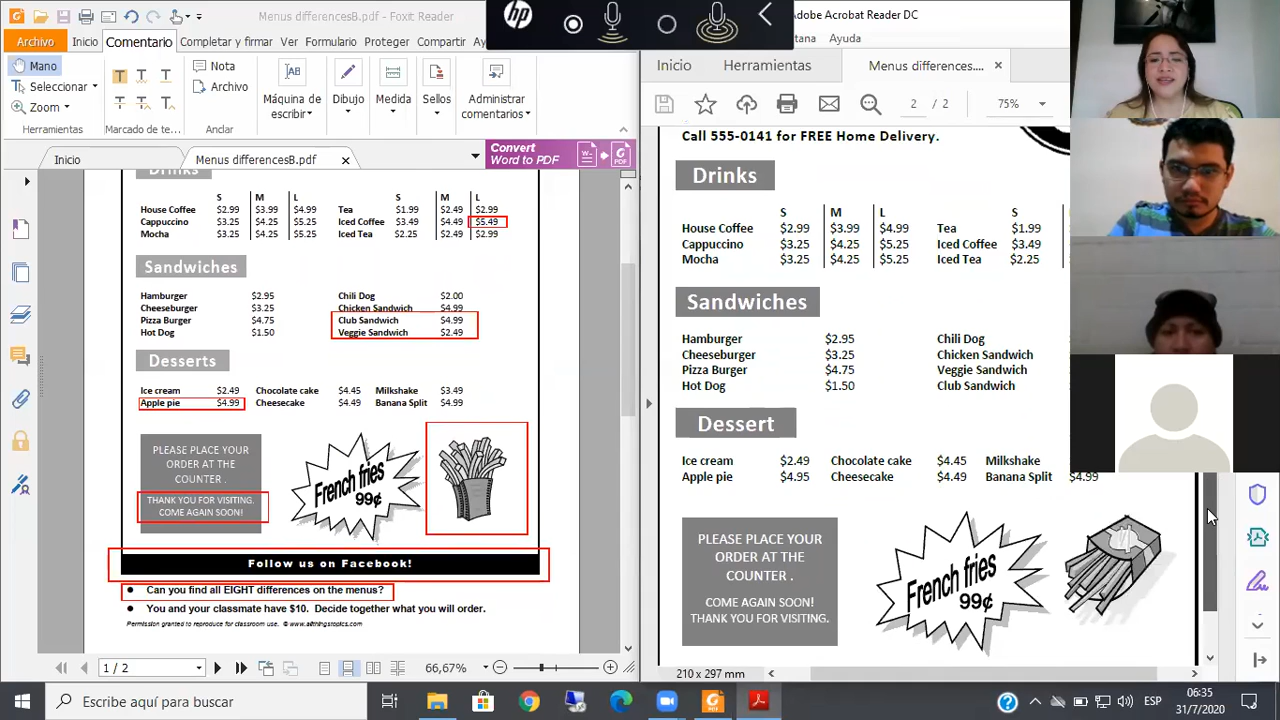 Menus differencesB.pdf - Foxit Reader
hp
Adobe Acrobat Reader DC
Archivo Inicio Comentario Completar y firmar Ver Formulario Proteger Compartir
Ayuda
Mano
Seleccionar
Zoom
Herramientas
Marcado de te...
Nota
Archivo
Anclar
Máquina de escribir
Dibujo
Medida
Sellos
Administrar comentarios
Inicio Herramientas Menus differences....
2 / 2 75%
Inicio Menus differencesB.pdf
Convert
Word to PDF
Drinks
S M L S M L
House Coffee $2.99 $3.99 $4.99 Tea $1.99 $2.49 $2.99
Cappuccino $3.25 $4.25 $5.25 Iced Coffee $3.49 $4.49 $5.49
Mocha $3.25 $4.25 $5.25 Iced Tea $2.25 $2.49 $2.99
Sandwiches
Hamburger $2.95 Chili Dog $2.00
Cheeseburger $3.25 Chicken Sandwich $4.99
Pizza Burger $4.75 Club Sandwich $4.99
Hot Dog $1.50 Veggie Sandwich $2.49
Desserts
Ice cream $2.49 Chocolate cake $4.45 Milkshake $3.49
Apple pie $4.99 Cheesecake $4.49 Banana Split $4.99
PLEASE PLACE YOUR
ORDER AT THE
COUNTER .
THANK YOU FOR VISITING.
COME AGAIN SOON!
French fries
99¢
Follow us on Facebook!
• Can you find all EIGHT differences on the menus?
• You and your classmate have $10. Decide together what you will order.
Permission granted to reproduce for classroom use. © www.allthingstopics.com
1 / 2 66,67%
Call 555-0141 for FREE Home Delivery.
Drinks
S M L S
House Coffee $2.99 $3.99 $4.99 Tea $1.99
Cappuccino $3.25 $4.25 $5.25 Iced Coffee $3.49
Mocha $3.25 $4.25 $5.25 Iced Tea $2.25
Sandwiches
Hamburger $2.95 Chili Dog
Cheeseburger $3.25 Chicken Sandwich
Pizza Burger $4.75 Veggie Sandwich
Hot Dog $1.50 Club Sandwich
Dessert
Ice cream $2.49 Chocolate cake $4.45 Milkshake
Apple pie $4.95 Cheesecake $4.49 Banana Split $4.99
PLEASE PLACE YOUR
ORDER AT THE
COUNTER .
COME AGAIN SOON!
THANK YOU FOR VISITING.
French fries
99¢
210 x 297 mm
Escribe aquí para buscar
ESP
06:35
31/7/2020